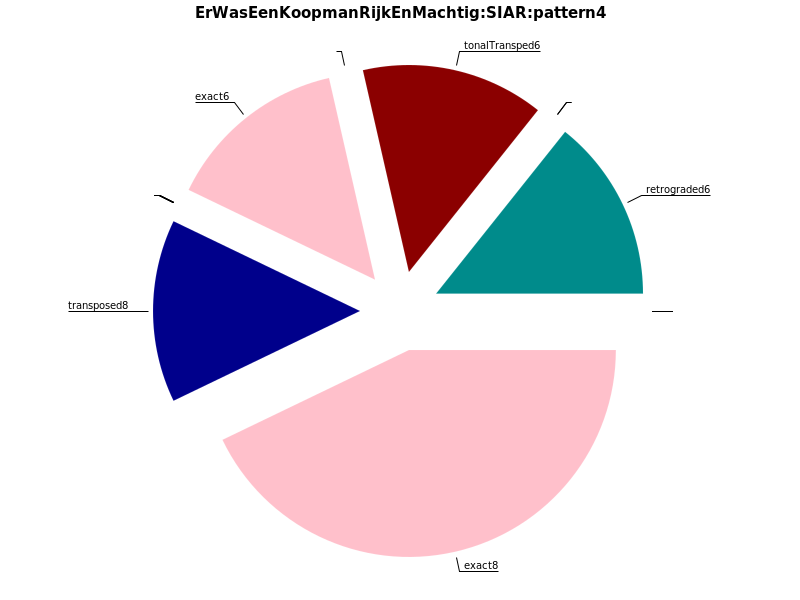 ErWasEenKoopmanRijkEnMachtig:SIAR:pattern4
tonalTransped6
exact6
retrograded6
transposed8
exact8